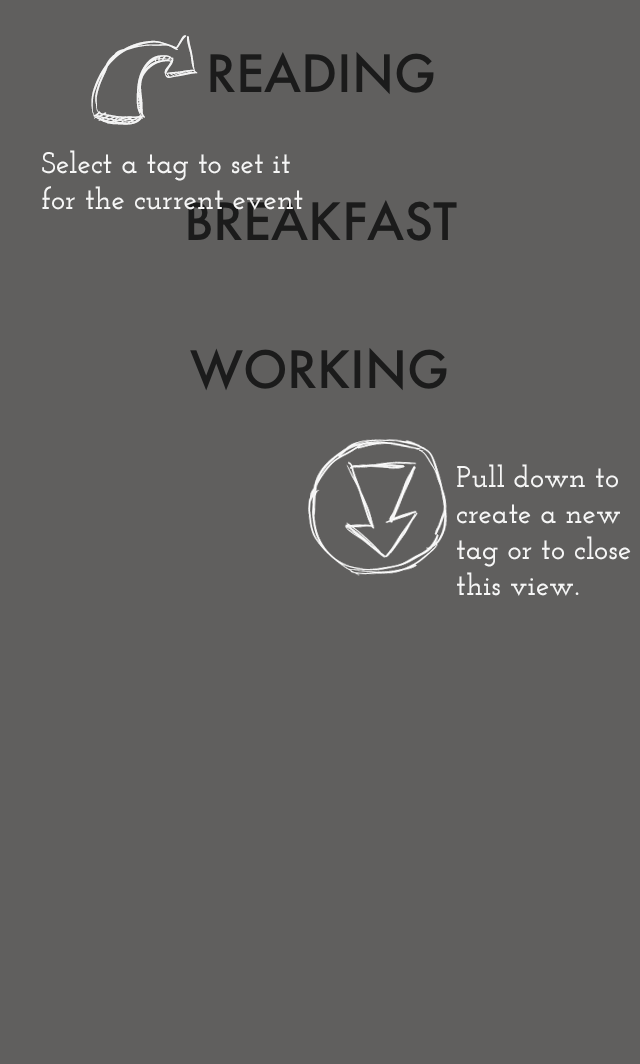 READING
Select a tag to set it
for the current event
BREAKFAST
WORKING
Pull down to
create a new
tag or to close
this view.